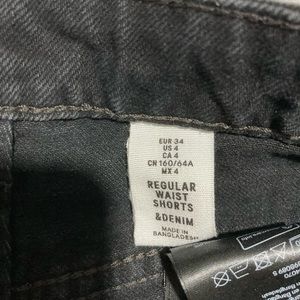 EUR 34
US 4
CA 4
CN 160/64A
MX 4
REGULAR
WAIST
SHORTS
&DENIM
MADE IN
BANGLADESH